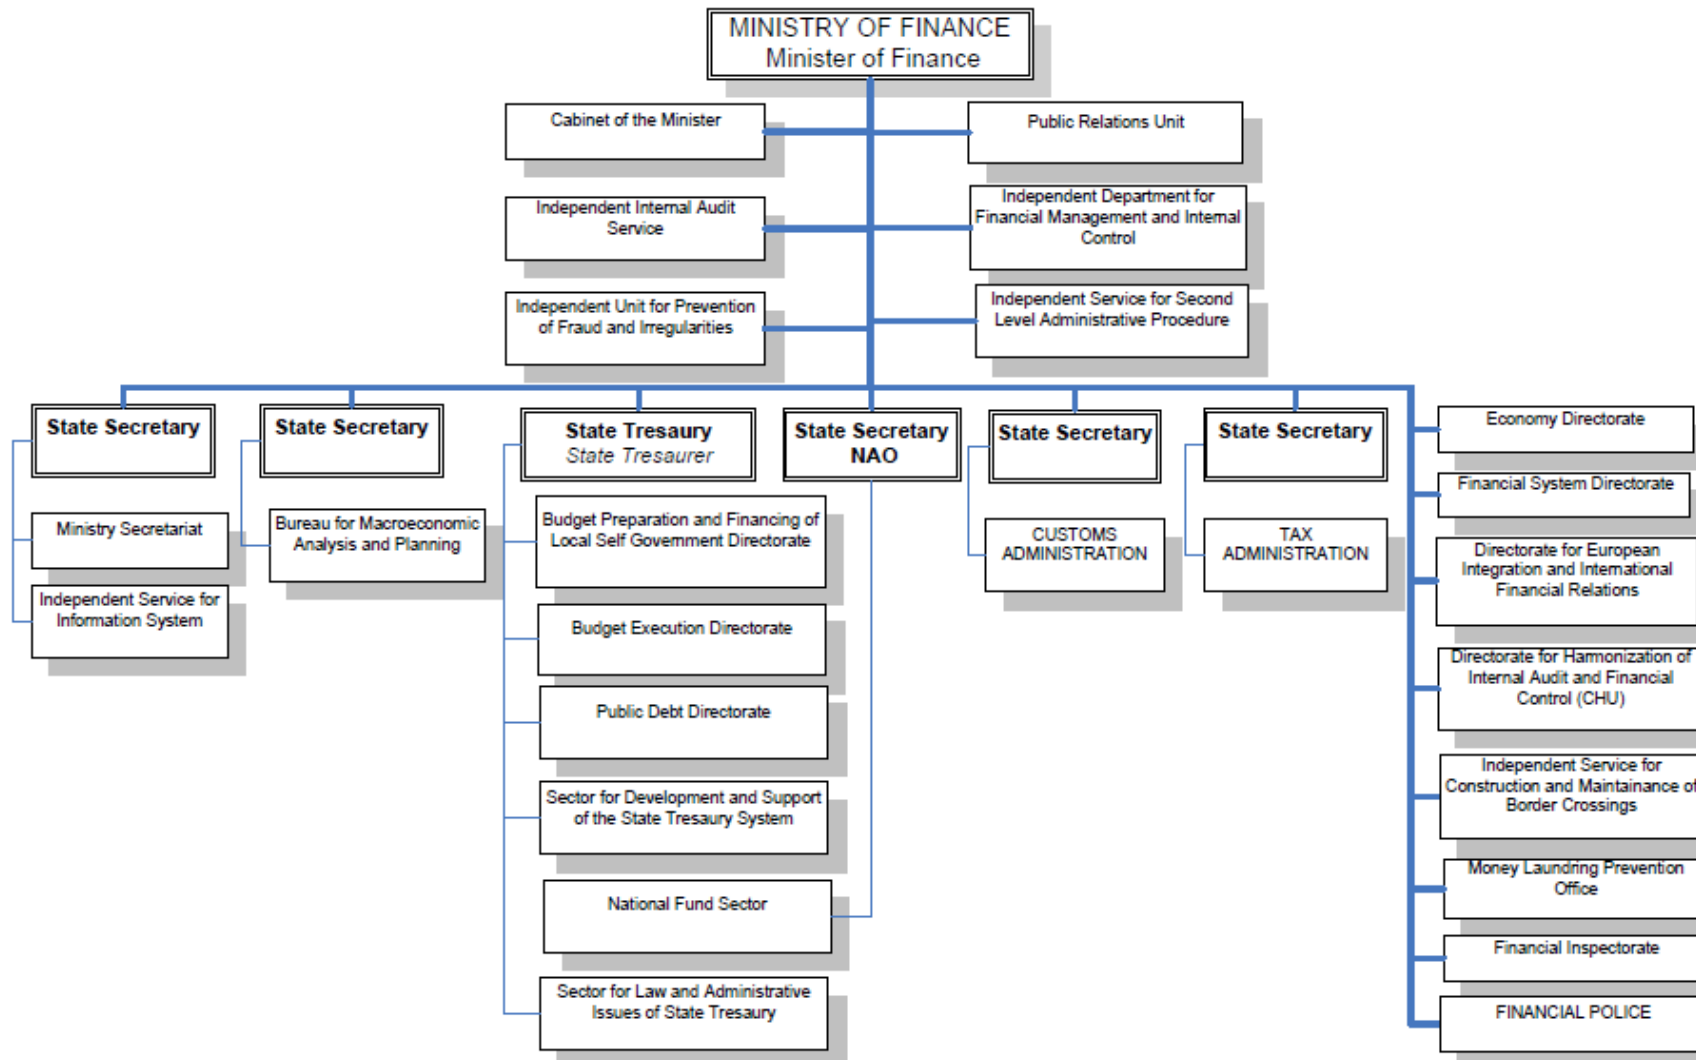 MINISTRY OF FINANCE
Minister of Finance
Cabinet of the Minister
Public Relations Unit
Independent Internal Audit
Service
Independent Department for
Financial Management and Internal
Control
Independent Unit for Prevention
of Fraud and Irregularities
Independent Service for Second
Level Administrative Procedure
State Secretary
Ministry Secretariat
Independent Service for
Information System
State Secretary
Bureau for Macroeconomic
Analysis and Planning
State Tresaury
State Tresaurer
Budget Preparation and Financing of
Local Self Government Directorate
Budget Execution Directorate
Public Debt Directorate
Sector for Development and Support
of the State Tresaury System
National Fund Sector
Sector for Law and Administrative
Issues of State Tresaury
State Secretary
NAO
State Secretary
CUSTOMS
ADMINISTRATION
State Secretary
TAX
ADMINISTRATION
Economy Directorate
Financial System Directorate
Directorate for European
Integration and International
Financial Relations
Directorate for Harmonization of
Internal Audit and Financial
Control (CHU)
Independent Service for
Construction and Maintainance of
Border Crossings
Money Laundring Prevention
Office
Financial Inspectorate
FINANCIAL POLICE